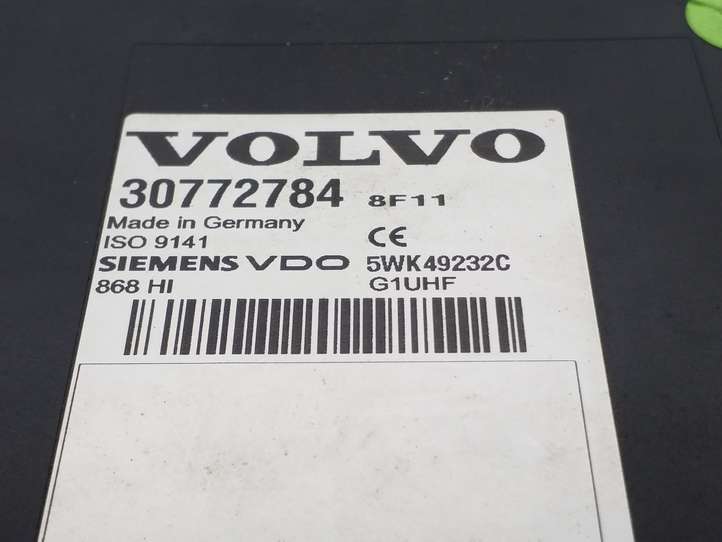 VOLVO
30772784 8F11
Made in Germany
ISO 9141 CE
SIEMENS VDO 5WK49232C
868 HI G1UHF